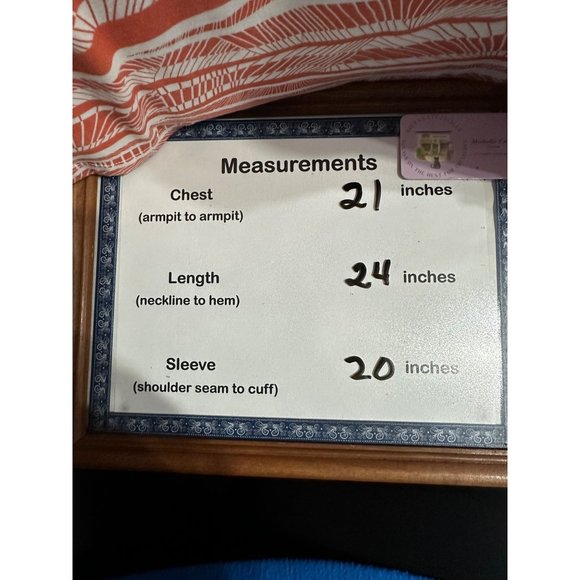 Measurements
Chest 21 inches
(armpit to armpit)
Length 24 inches
(neckline to hem)
Sleeve 20 inches
(shoulder seam to cuff)